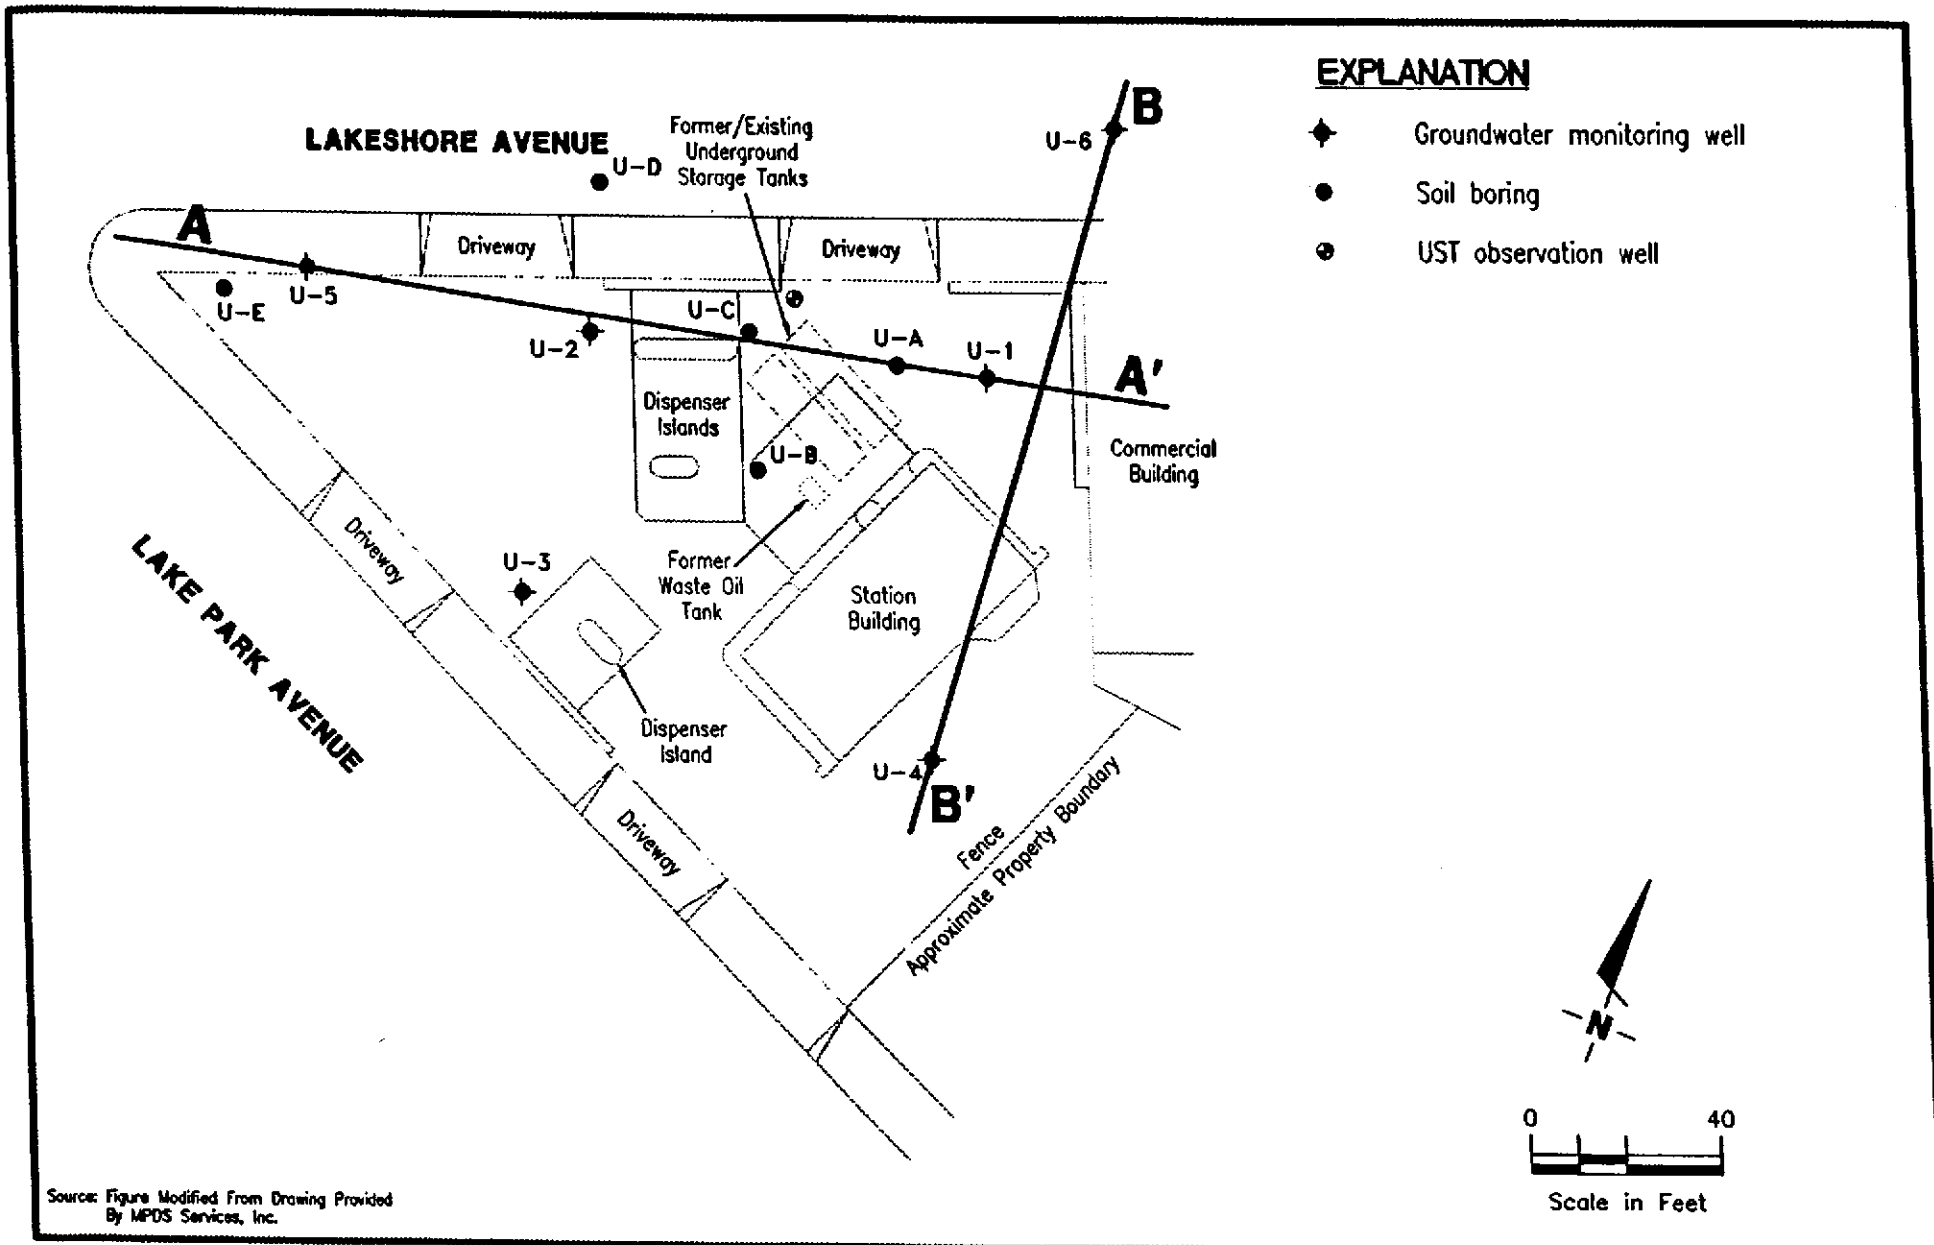 EXPLANATION
Groundwater monitoring well
Soil boring
UST observation well
LAKESHORE AVENUE
U-D
Former/Existing
Underground
Storage Tanks
U-6
B
A
Driveway
Driveway
U-E
U-5
U-2
U-C
U-A
U-1
A'
Dispenser
Islands
U-B
Commercial
Building
Driveway
LAKE PARK AVENUE
U-3
Former
Waste Oil
Tank
Station
Building
Dispenser
Island
U-4
B'
Driveway
Fence
Approximate Property Boundary
N
0 40
Scale in Feet
Source: Figure Modified From Drawing Provided
By MPDS Services, Inc.